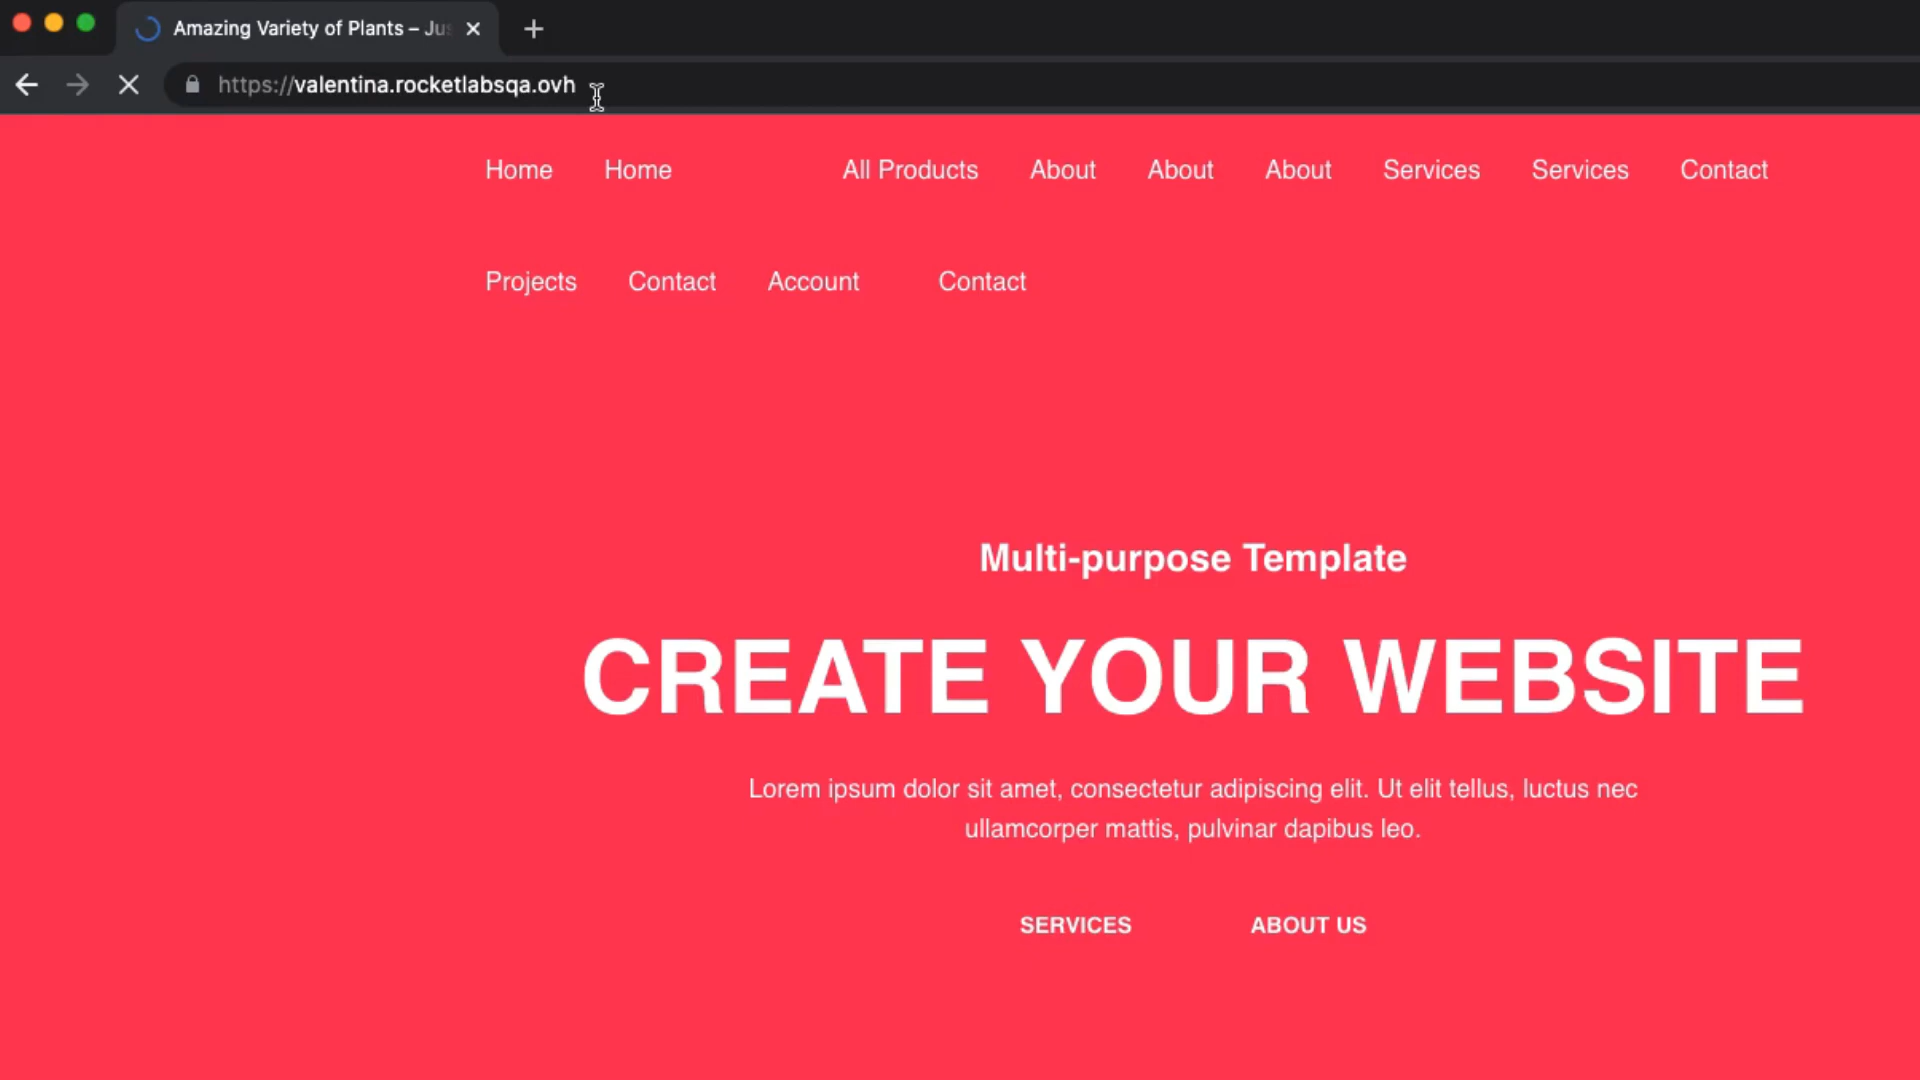 Amazing Variety of Plants – Jus
https://valentina.rocketlabsqa.ovh
Home Home All Products About About About Services Services Contact
Projects Contact Account Contact
Multi-purpose Template
CREATE YOUR WEBSITE
Lorem ipsum dolor sit amet, consectetur adipiscing elit. Ut elit tellus, luctus nec
ullamcorper mattis, pulvinar dapibus leo.
SERVICES ABOUT US